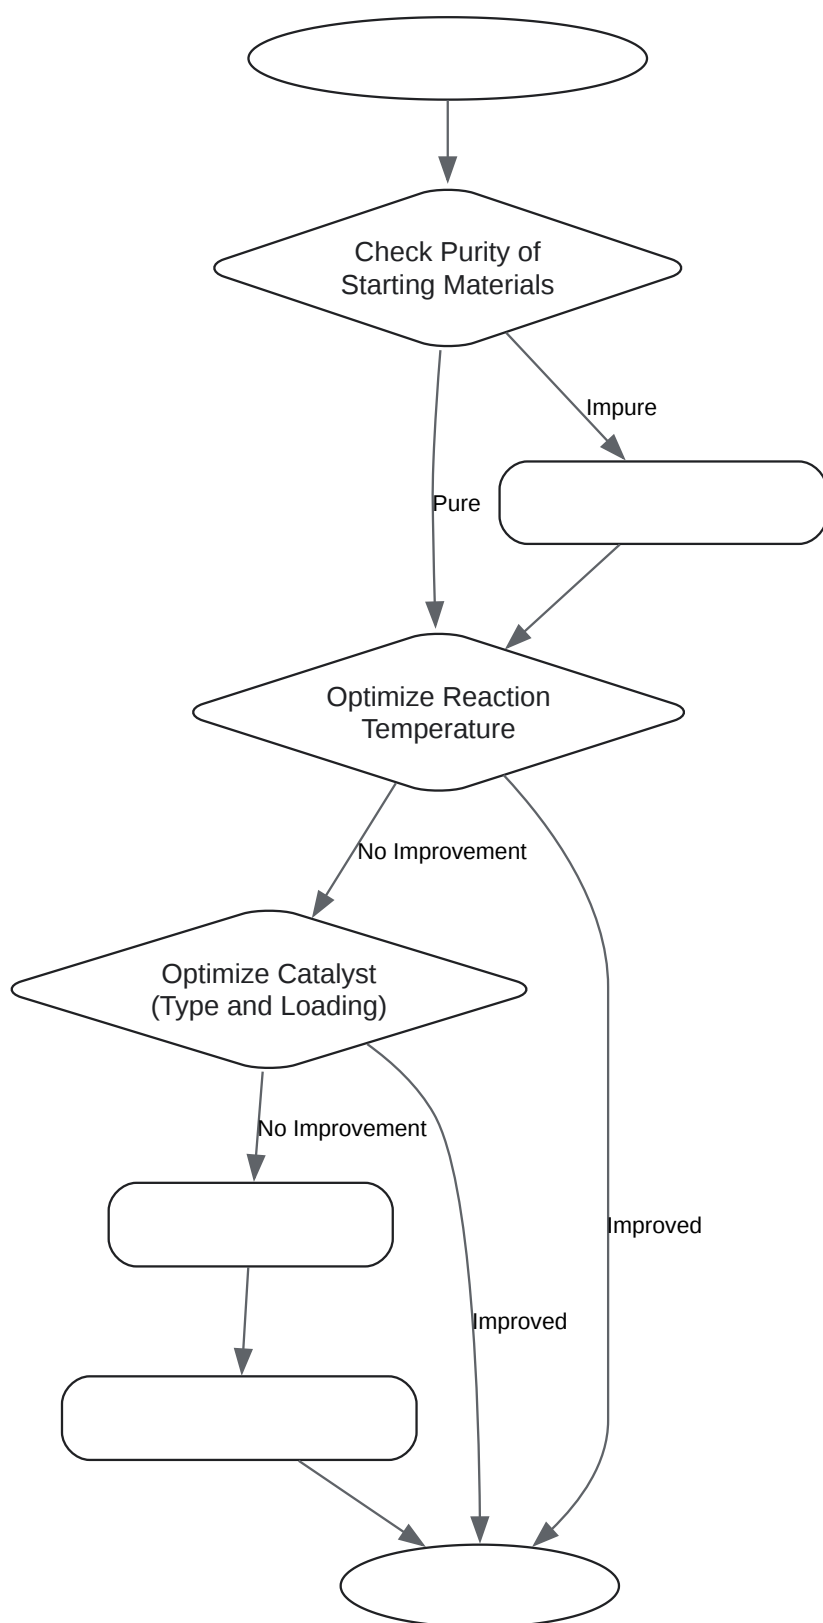 Check Purity of
Starting Materials
Impure
Pure
Optimize Reaction
Temperature
No Improvement
Optimize Catalyst
(Type and Loading)
No Improvement
Improved
Improved